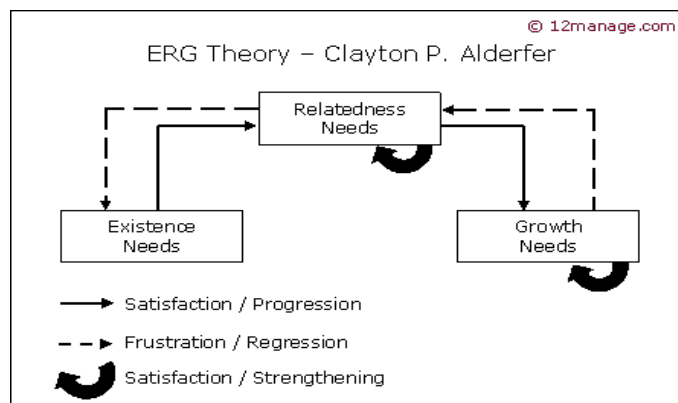 © 12manage.com
ERG Theory – Clayton P. Alderfer
Relatedness
Needs
Existence
Needs
Growth
Needs
Satisfaction / Progression
Frustration / Regression
Satisfaction / Strengthening